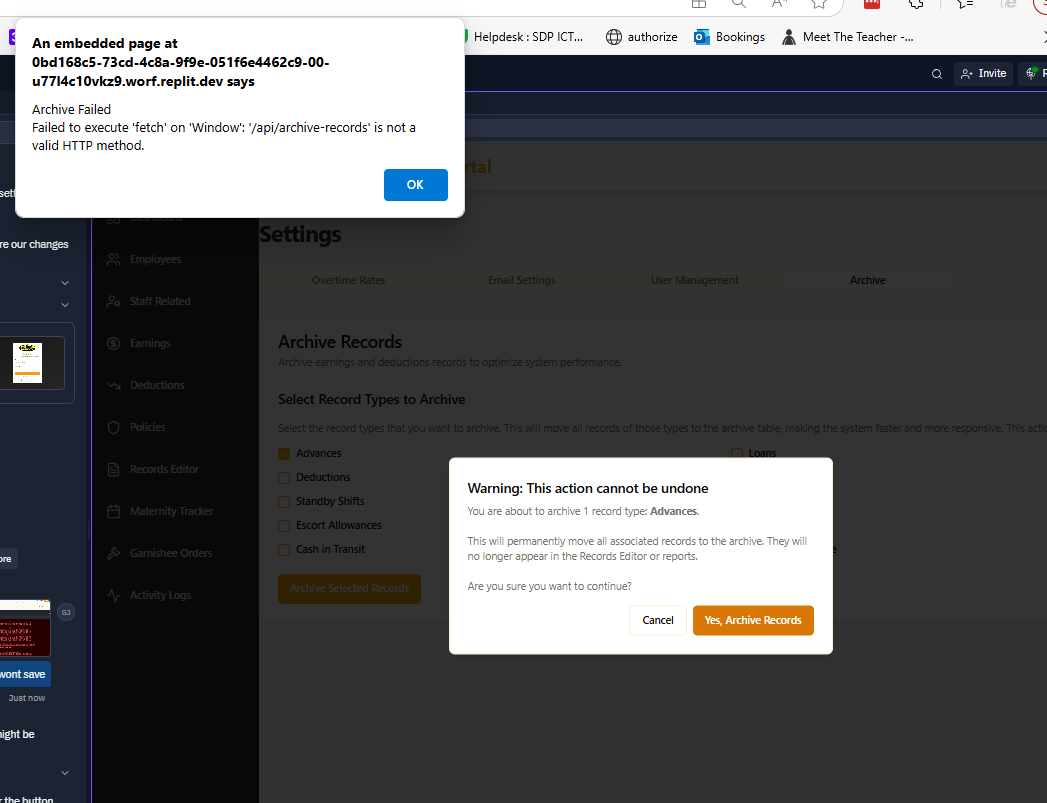 An embedded page at
0bd168c5-73cd-4c8a-9f9e-051f6e4462c9-00-
u77l4c10vkz9.worf.replit.dev says
Archive Failed
Failed to execute 'fetch' on 'Window': '/api/archive-records' is not a
valid HTTP method.
OK
Helpdesk : SDP ICT...
authorize
Bookings
Meet The Teacher -...
Invite
rtal
re our changes
ore
GJ
wont save
Just now
might be
r the button
Dashboard
Employees
Staff Related
Earnings
Deductions
Policies
Records Editor
Maternity Tracker
Garnishee Orders
Activity Logs
Settings
Overtime Rates
Email Settings
User Management
Archive
Archive Records
Archive earnings and deductions records to optimize system performance.
Select Record Types to Archive
Select the record types that you want to archive. This will move all records of those types to the archive table, making the system faster and more responsive. This actio
Advances
Loans
Deductions
Standby Shifts
Escort Allowances
Cash in Transit
Archive Selected Records
Warning: This action cannot be undone
You are about to archive 1 record type: Advances.
This will permanently move all associated records to the archive. They will
no longer appear in the Records Editor or reports.
Are you sure you want to continue?
Cancel
Yes, Archive Records